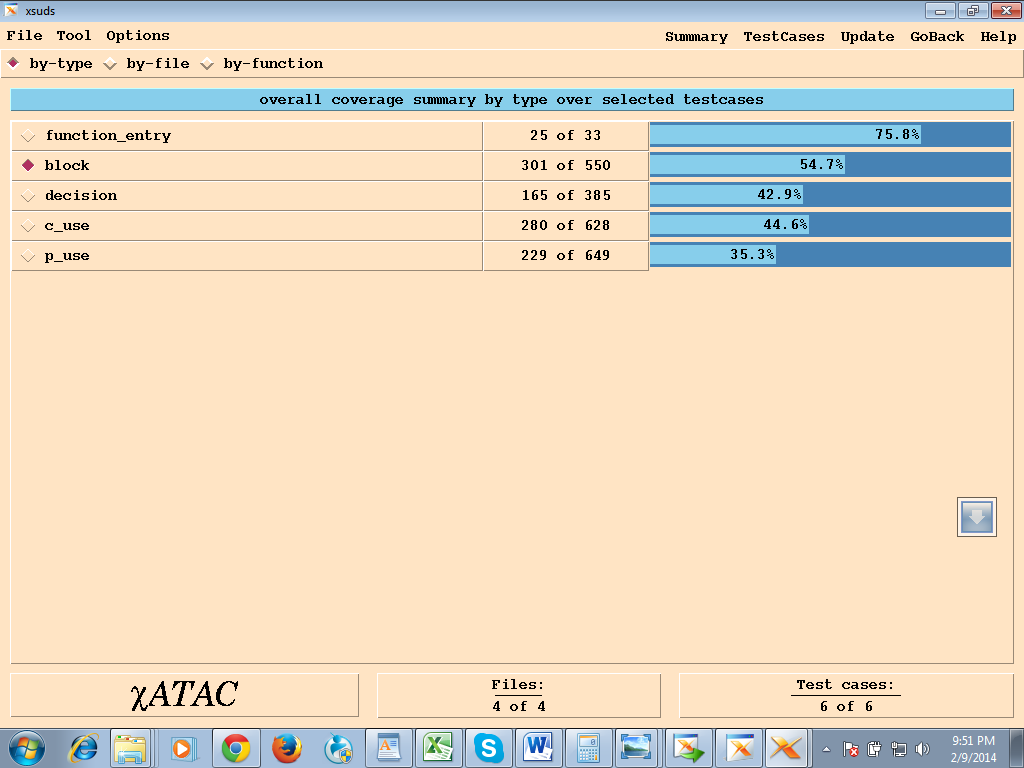 xsuds
File Tool Options Summary TestCases Update GoBack Help
by-type by-file by-function
overall coverage summary by type over selected testcases
function_entry 25 of 33 75.8%
block 301 of 550 54.7%
decision 165 of 385 42.9%
c_use 280 of 628 44.6%
p_use 229 of 649 35.3%
χATAC
Files:
4 of 4
Test cases:
6 of 6
9:51 PM
2/9/2014